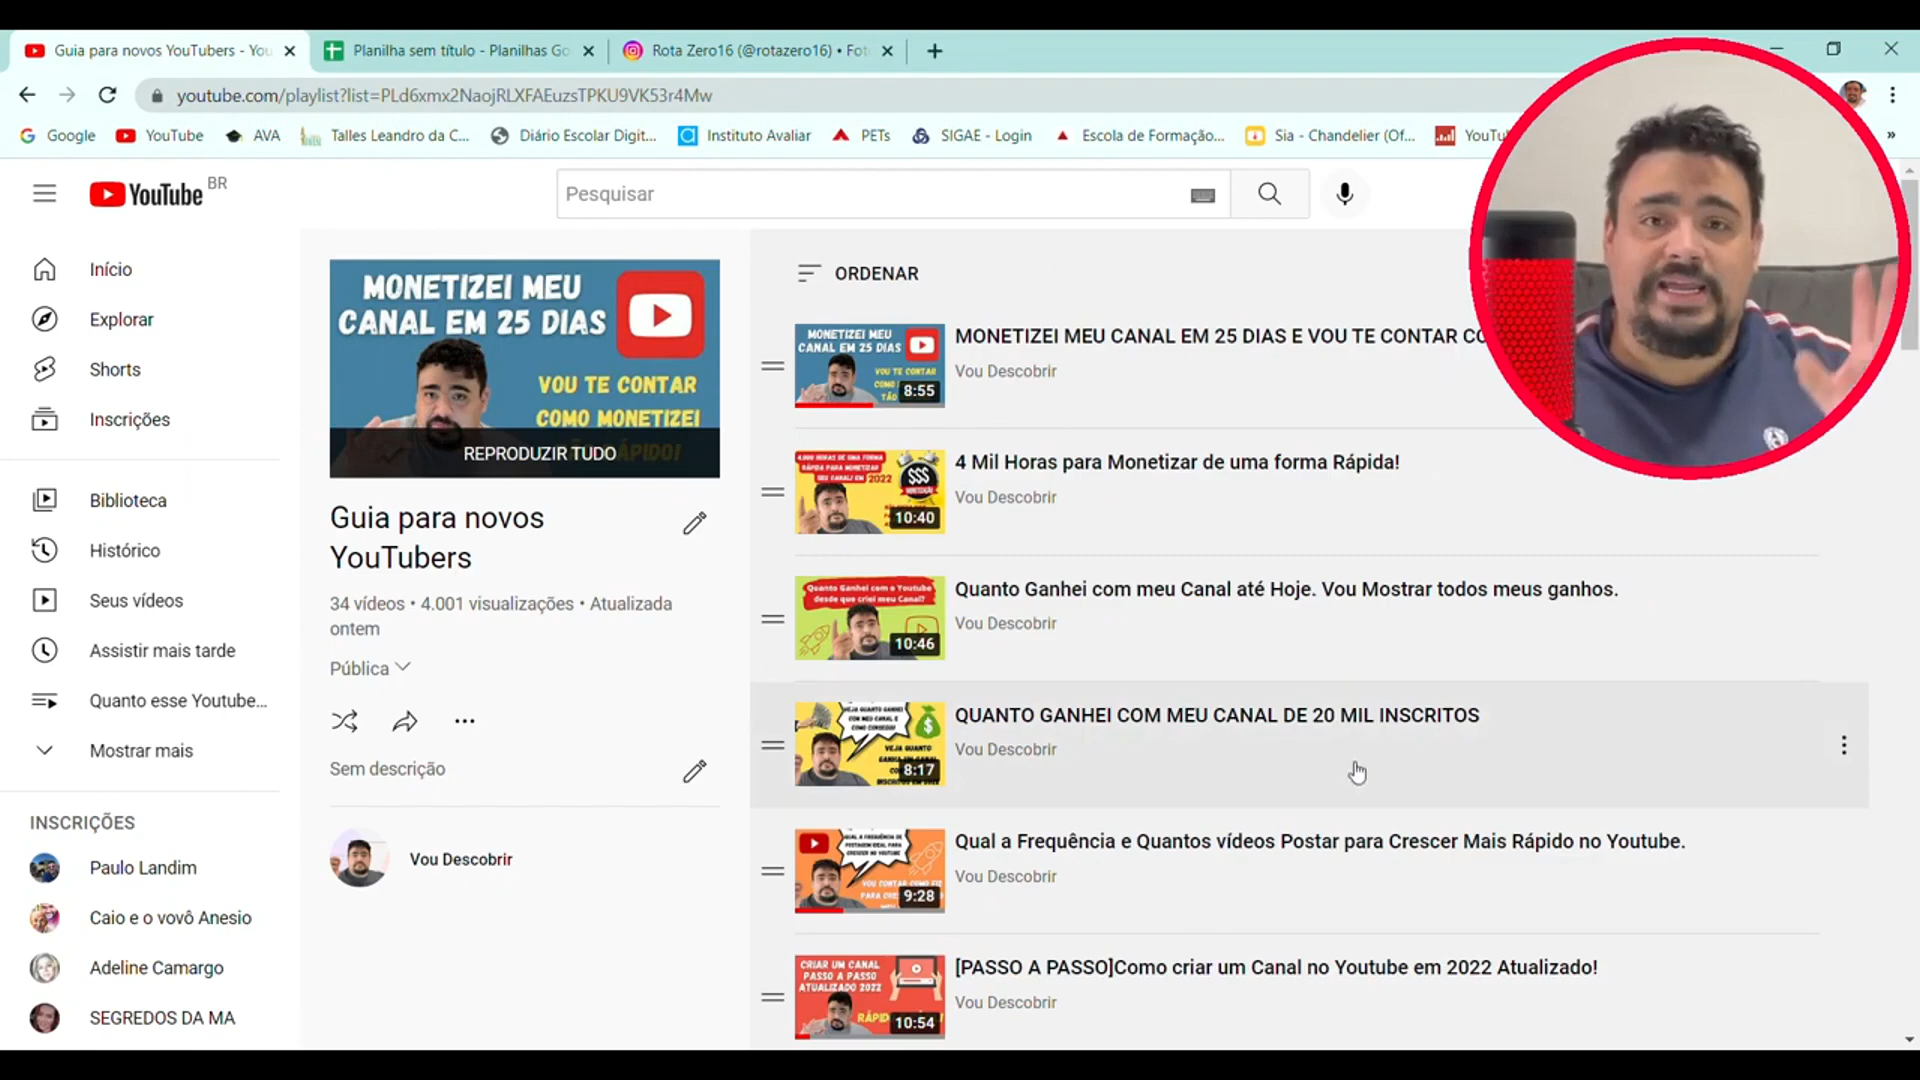 Guia para novos YouTubers - You
Planilha sem título - Planilhas Go
Rota Zero16 (@rotazero16) • Fot
youtube.com/playlist?list=PLd6xmx2NaojRLXFAEuzsTPKU9VK53r4Mw
Google
YouTube
AVA
Talles Leandro da C...
Diário Escolar Digit...
Instituto Avaliar
PETs
SIGAE - Login
Escola de Formação...
Sia - Chandelier (Of...
YouTu
YouTube BR
Pesquisar
Início
Explorar
Shorts
Inscrições
Biblioteca
Histórico
Seus vídeos
Assistir mais tarde
Quanto esse Youtube...
Mostrar mais
INSCRIÇÕES
Paulo Landim
Caio e o vovô Anesio
Adeline Camargo
SEGREDOS DA MA
MONETIZEI MEU
CANAL EM 25 DIAS
VOU TE CONTAR
COMO MONETIZEI
REPRODUZIR TUDO
Guia para novos
YouTubers
34 vídeos • 4.001 visualizações • Atualizada
ontem
Pública
Sem descrição
Vou Descobrir
ORDENAR
MONETIZEI MEU
CANAL EM 25 DIAS
VOU TE CONTAR
8:55
MONETIZEI MEU CANAL EM 25 DIAS E VOU TE CONTAR CO
Vou Descobrir
4.000 HORAS DE UMA FORMA
RÁPIDA PARA MONETIZAR
SEU CANAL! EM 2022
$$$
10:40
4 Mil Horas para Monetizar de uma forma Rápida!
Vou Descobrir
Quanto Ganhei com o Youtube
desde que criei meu Canal?
10:46
Quanto Ganhei com meu Canal até Hoje. Vou Mostrar todos meus ganhos.
Vou Descobrir
VEJA QUANTO GANHEI
COM MEU CANAL E
COMO CONSEGUI
VEJA QUANTO
8:17
QUANTO GANHEI COM MEU CANAL DE 20 MIL INSCRITOS
Vou Descobrir
QUAL A FREQUÊNCIA DE
POSTAGEM IDEAL PARA
CRESCER NO YOUTUBE
9:28
Qual a Frequência e Quantos vídeos Postar para Crescer Mais Rápido no Youtube.
Vou Descobrir
CRIAR UM CANAL
PASSO A PASSO
ATUALIZADO 2022
10:54
[PASSO A PASSO]Como criar um Canal no Youtube em 2022 Atualizado!
Vou Descobrir